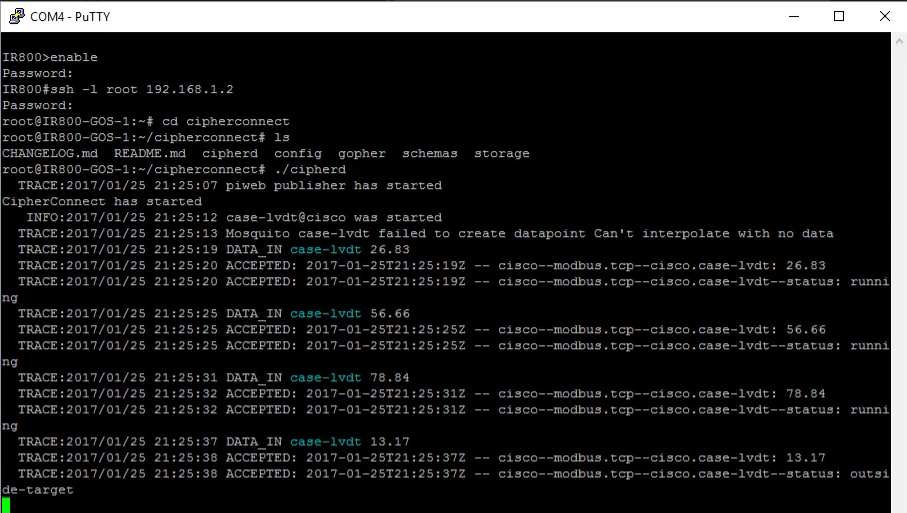 COM4 - PuTTY
IR800>enable
Password:
IR800#ssh -l root 192.168.1.2
Password:
root@IR800-GOS-1:~# cd cipherconnect
root@IR800-GOS-1:~/cipherconnect# ls
CHANGELOG.md  README.md  cipherd  config  gopher  schemas  storage
root@IR800-GOS-1:~/cipherconnect# ./cipherd
  TRACE:2017/01/25 21:25:07 piweb publisher has started
CipherConnect has started
   INFO:2017/01/25 21:25:12 case-lvdt@cisco was started
  TRACE:2017/01/25 21:25:13 Mosquito case-lvdt failed to create datapoint Can't interpolate with no data
  TRACE:2017/01/25 21:25:19 DATA_IN case-lvdt 26.83
  TRACE:2017/01/25 21:25:20 ACCEPTED: 2017-01-25T21:25:19Z -- cisco--modbus.tcp--cisco.case-lvdt: 26.83
  TRACE:2017/01/25 21:25:20 ACCEPTED: 2017-01-25T21:25:19Z -- cisco--modbus.tcp--cisco.case-lvdt--status: runni
ng
  TRACE:2017/01/25 21:25:25 DATA_IN case-lvdt 56.66
  TRACE:2017/01/25 21:25:25 ACCEPTED: 2017-01-25T21:25:25Z -- cisco--modbus.tcp--cisco.case-lvdt: 56.66
  TRACE:2017/01/25 21:25:25 ACCEPTED: 2017-01-25T21:25:25Z -- cisco--modbus.tcp--cisco.case-lvdt--status: runni
ng
  TRACE:2017/01/25 21:25:31 DATA_IN case-lvdt 78.84
  TRACE:2017/01/25 21:25:32 ACCEPTED: 2017-01-25T21:25:31Z -- cisco--modbus.tcp--cisco.case-lvdt: 78.84
  TRACE:2017/01/25 21:25:32 ACCEPTED: 2017-01-25T21:25:31Z -- cisco--modbus.tcp--cisco.case-lvdt--status: runni
ng
  TRACE:2017/01/25 21:25:37 DATA_IN case-lvdt 13.17
  TRACE:2017/01/25 21:25:38 ACCEPTED: 2017-01-25T21:25:37Z -- cisco--modbus.tcp--cisco.case-lvdt: 13.17
  TRACE:2017/01/25 21:25:38 ACCEPTED: 2017-01-25T21:25:37Z -- cisco--modbus.tcp--cisco.case-lvdt--status: outsi
de-target